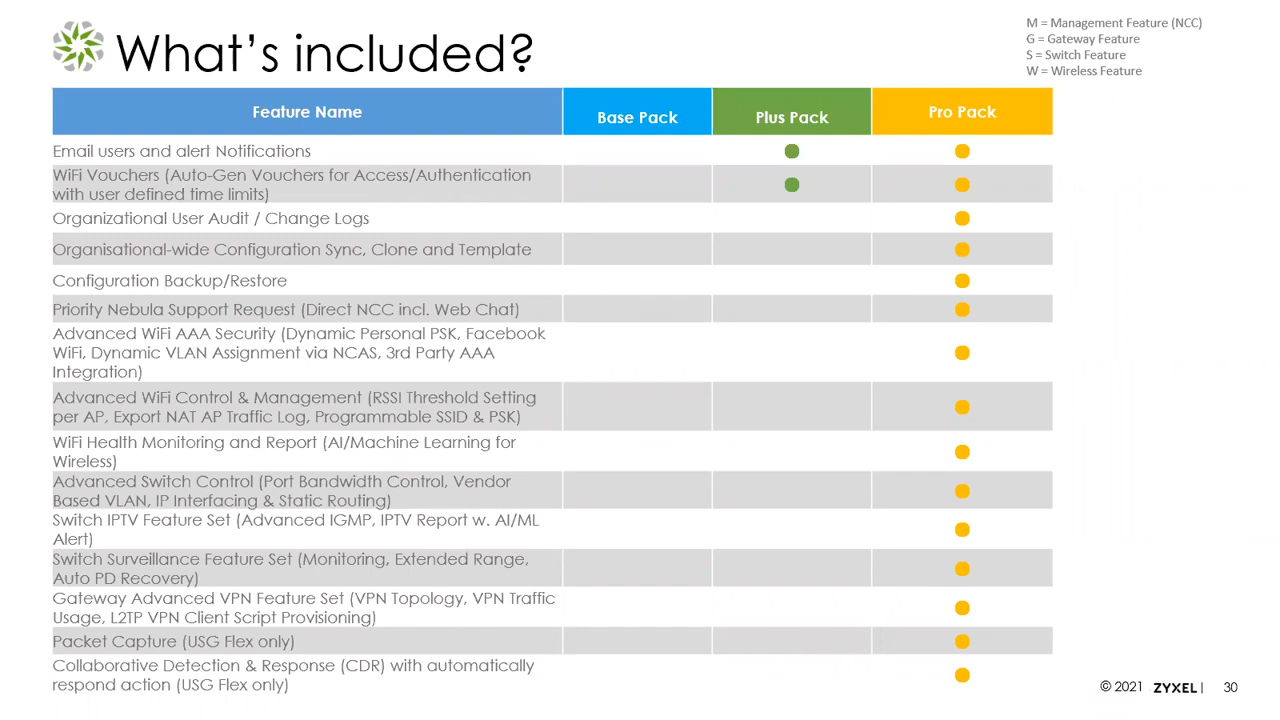 What's included?
M = Management Feature (NCC)
G = Gateway Feature
S = Switch Feature
W = Wireless Feature
Feature Name
Base Pack
Plus Pack
Pro Pack
Email users and alert Notifications
WiFi Vouchers (Auto-Gen Vouchers for Access/Authentication
with user defined time limits)
Organizational User Audit / Change Logs
Organisational-wide Configuration Sync, Clone and Template
Configuration Backup/Restore
Priority Nebula Support Request (Direct NCC incl. Web Chat)
Advanced WiFi AAA Security (Dynamic Personal PSK, Facebook
WiFi, Dynamic VLAN Assignment via NCAS, 3rd Party AAA
Integration)
Advanced WiFi Control & Management (RSSI Threshold Setting
per AP, Export NAT AP Traffic Log, Programmable SSID & PSK)
WiFi Health Monitoring and Report (AI/Machine Learning for
Wireless)
Advanced Switch Control (Port Bandwidth Control, Vendor
Based VLAN, IP Interfacing & Static Routing)
Switch IPTV Feature Set (Advanced IGMP, IPTV Report w. AI/ML
Alert)
Switch Surveillance Feature Set (Monitoring, Extended Range,
Auto PD Recovery)
Gateway Advanced VPN Feature Set (VPN Topology, VPN Traffic
Usage, L2TP VPN Client Script Provisioning)
Packet Capture (USG Flex only)
Collaborative Detection & Response (CDR) with automatically
respond action (USG Flex only)
© 2021 ZYXEL | 30